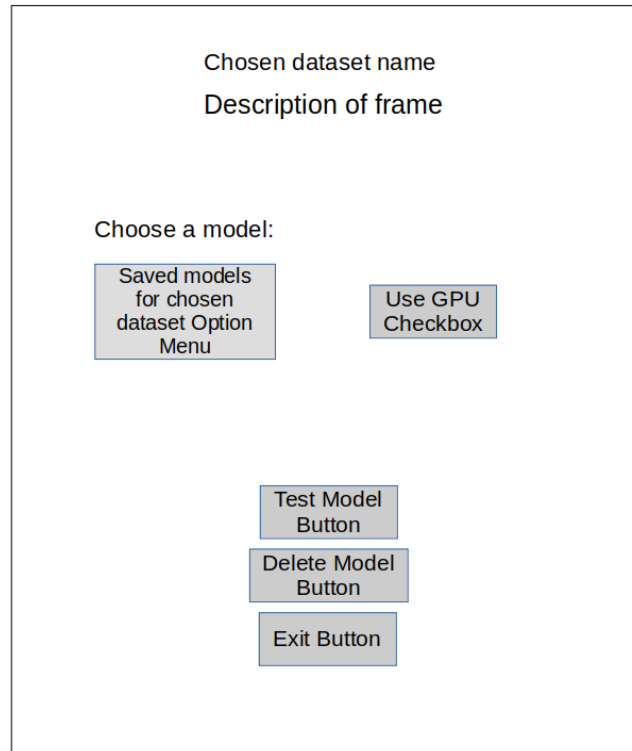 Chosen dataset name
Description of frame
Choose a model:
Saved models
for chosen
dataset Option
Menu
Use GPU
Checkbox
Test Model
Button
Delete Model
Button
Exit Button